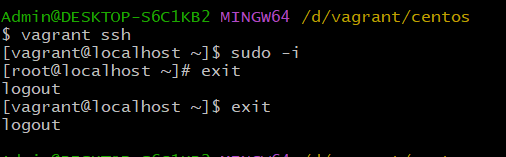 Admin@DESKTOP-S6C1KB2 MINGW64 /d/vagrant/centos
$ vagrant ssh
[vagrant@localhost ~]$ sudo -i
[root@localhost ~]# exit
logout
[vagrant@localhost ~]$ exit
logout